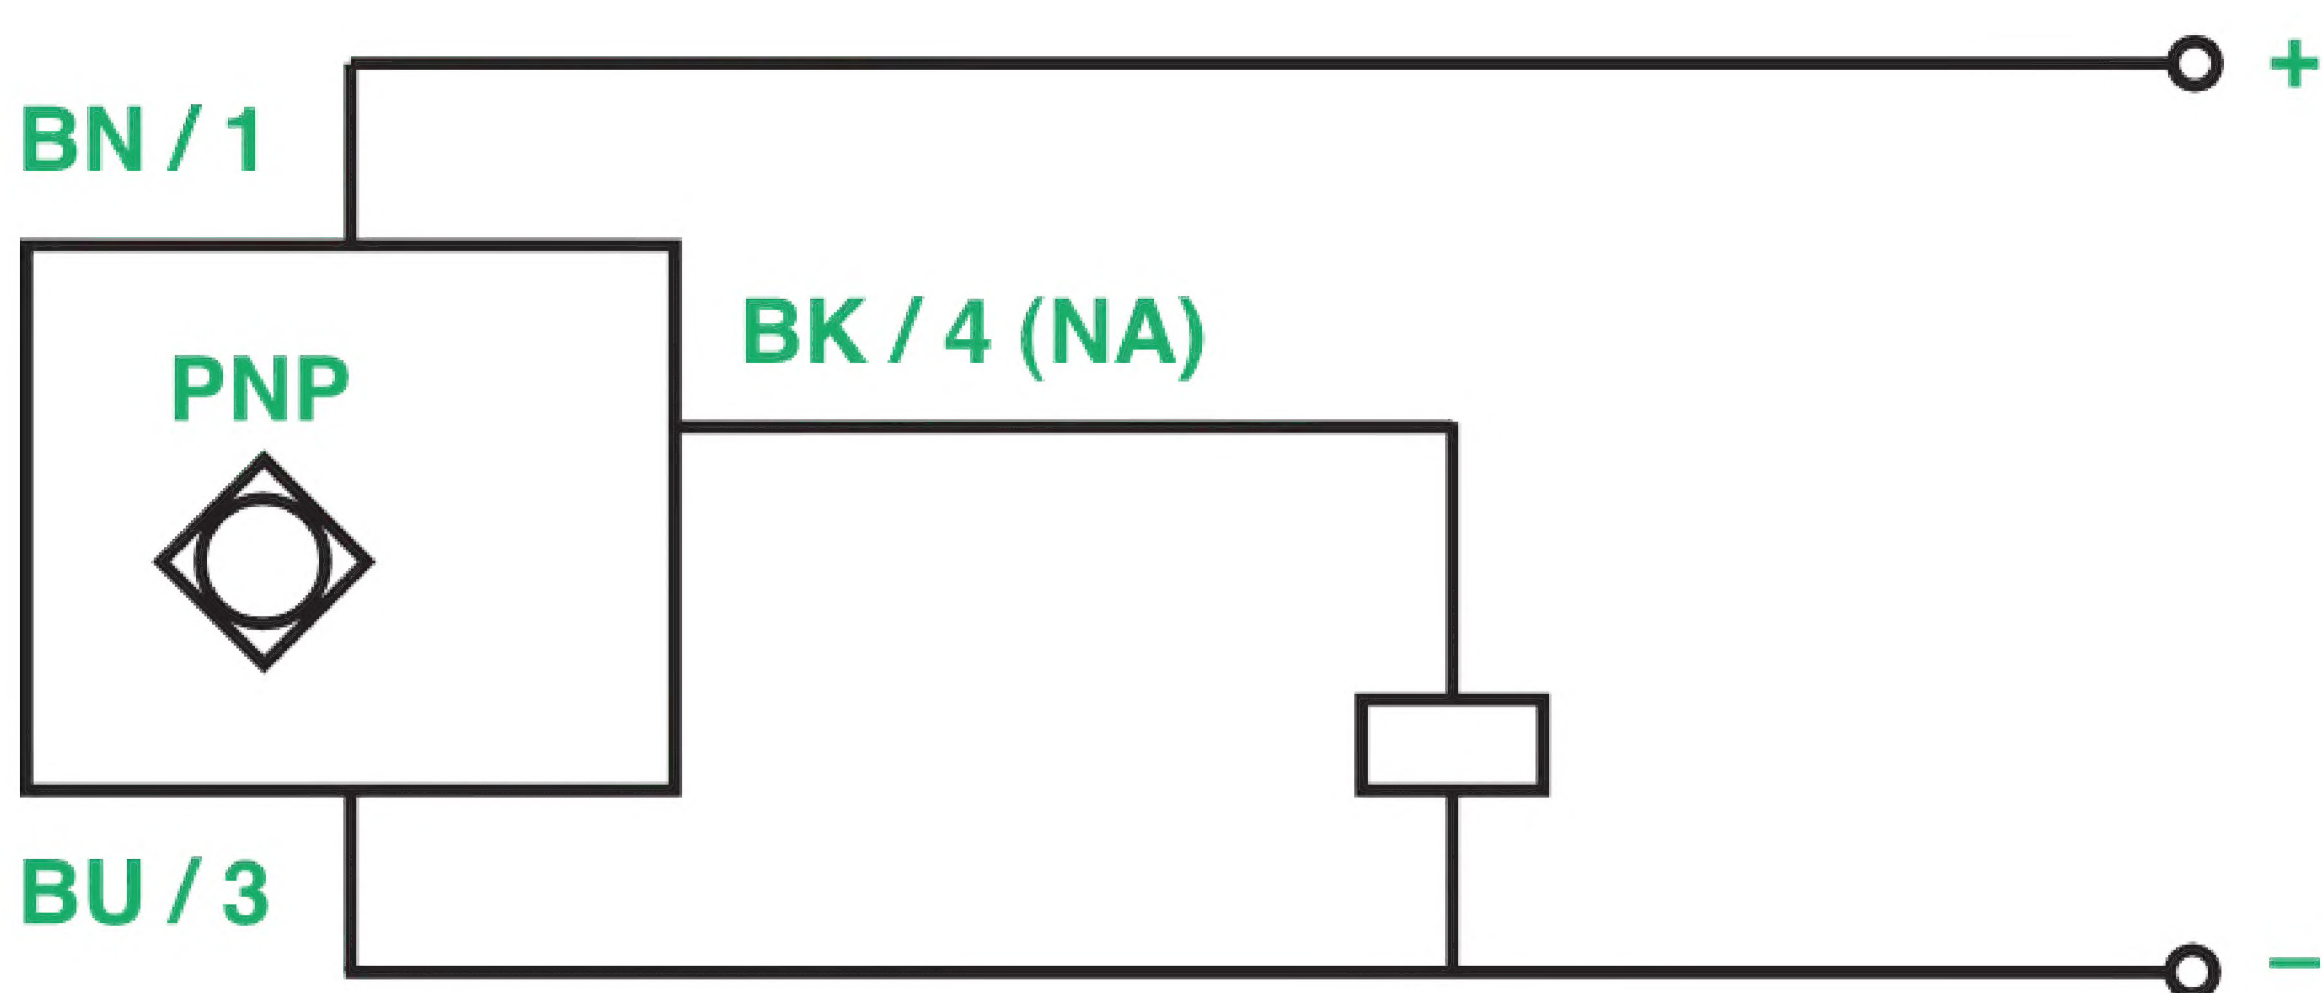 +
BN / 1
BK / 4 (NA)
PNP
BU / 3
–